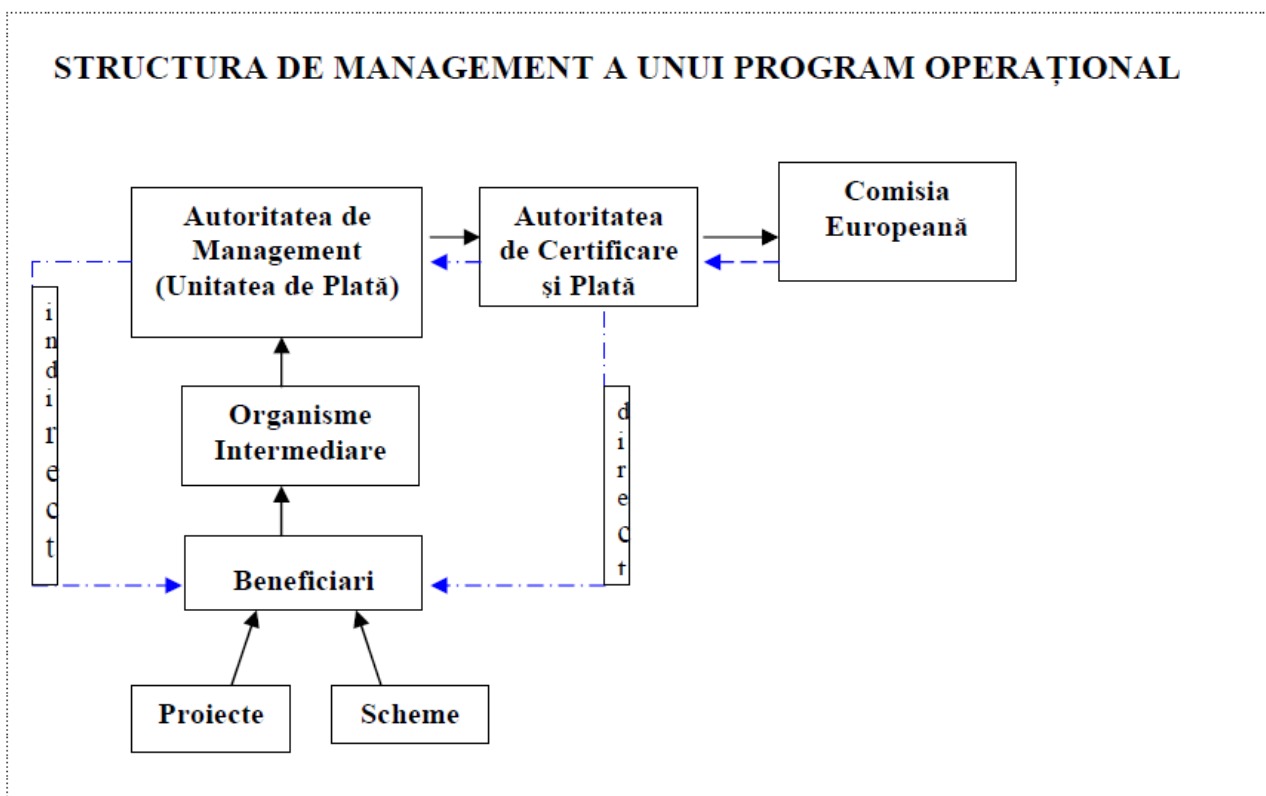 STRUCTURA DE MANAGEMENT A UNUI PROGRAM OPERAȚIONAL
Autoritatea de
Management
(Unitatea de Plată)
Autoritatea
de Certificare
și Plată
Comisia
Europeană
indirect
Organisme
Intermediare
direct
Beneficiari
Proiecte
Scheme